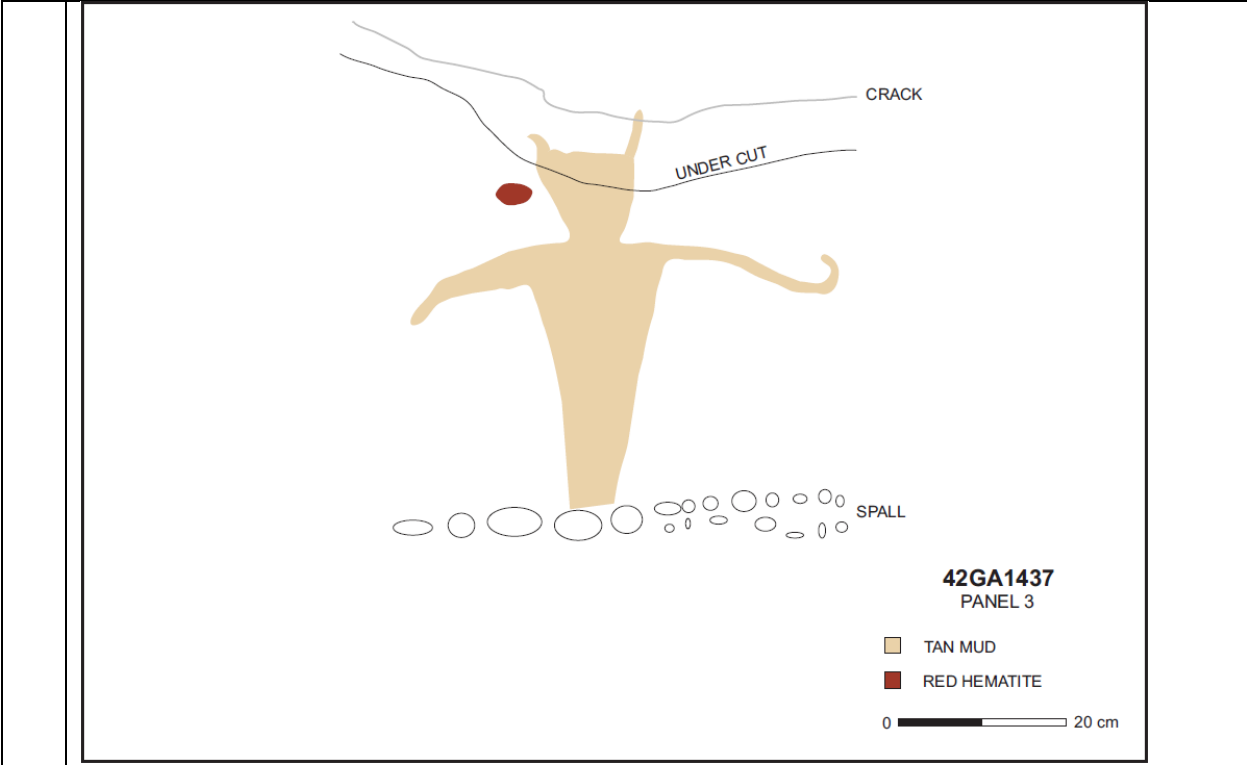 CRACK
UNDER CUT
SPALL
42GA1437
PANEL 3
TAN MUD
RED HEMATITE
0 20 cm